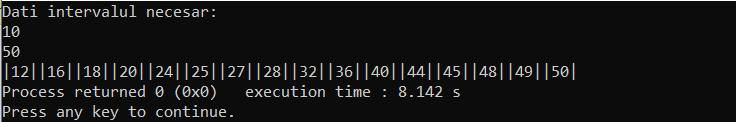 Dati intervalul necesar:
10
50
|12||16||18||20||24||25||27||28||32||36||40||44||45||48||49||50|
Process returned 0 (0x0)   execution time : 8.142 s
Press any key to continue.